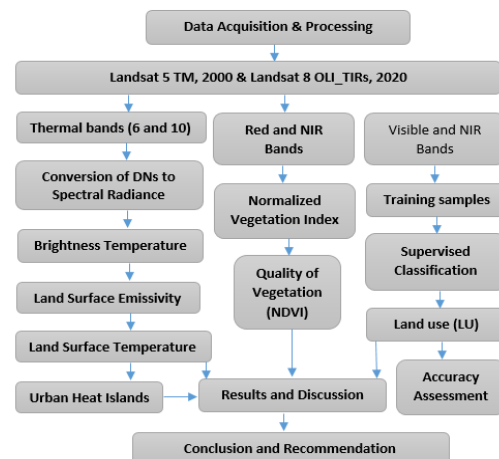 Data Acquisition & Processing
Landsat 5 TM, 2000 & Landsat 8 OLI_TIRs, 2020
Thermal bands (6 and 10)
Conversion of DNs to
Spectral Radiance
Brightness Temperature
Land Surface Emissivity
Land Surface Temperature
Urban Heat Islands
Red and NIR
Bands
Normalized
Vegetation Index
Quality of
Vegetation
(NDVI)
Visible and NIR
Bands
Training samples
Supervised
Classification
Land use (LU)
Accuracy
Assessment
Results and Discussion
Conclusion and Recommendation